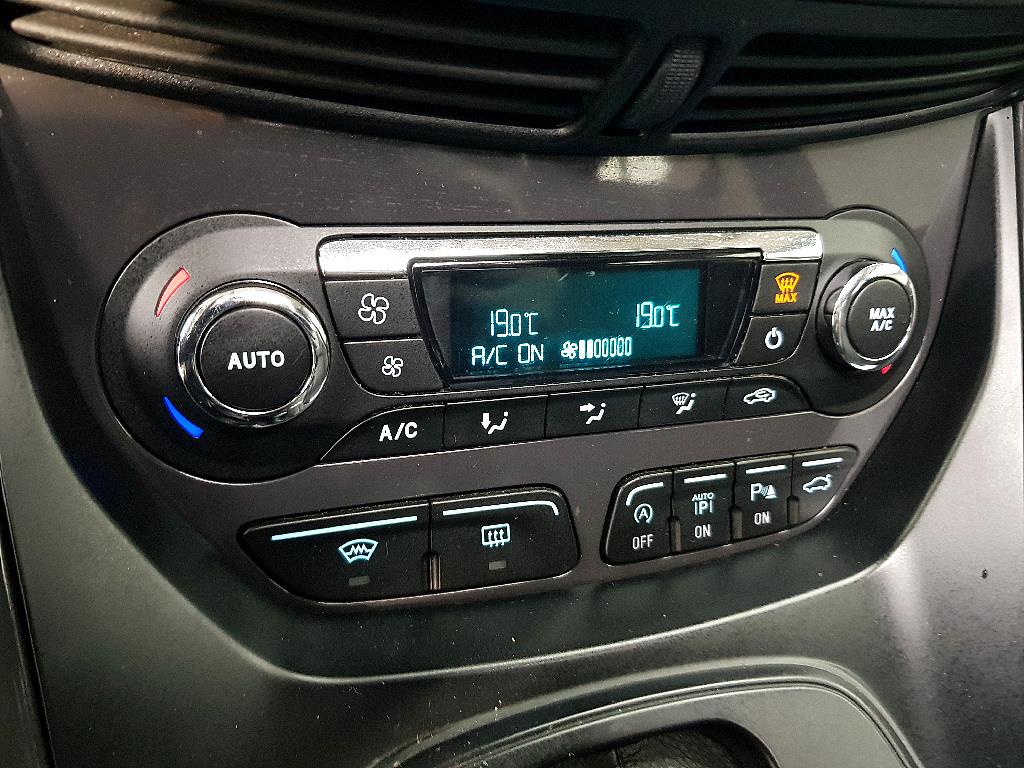 AUTO
19.0°C 19.0°C
A/C ON
MAX
MAX
A/C
A/C
A
OFF
AUTO
P
ON
P
ON